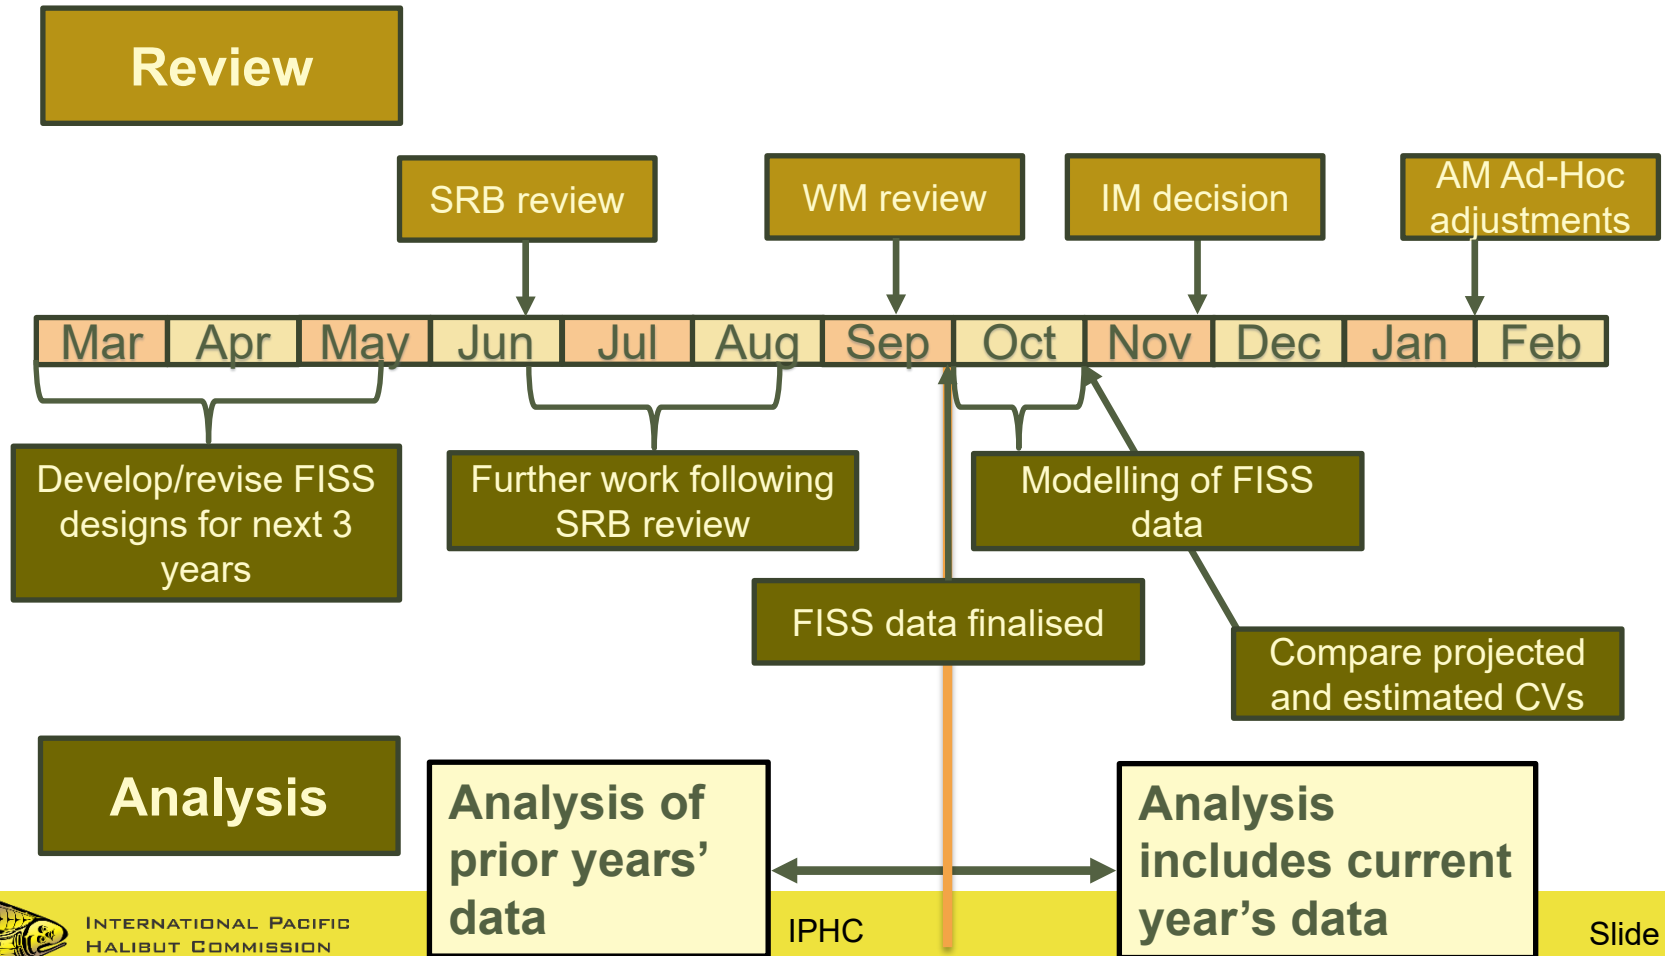 Review
SRB review
WM review
IM decision
AM Ad-Hoc
adjustments
Mar Apr May Jun Jul Aug Sep Oct Nov Dec Jan Feb
Develop/revise FISS
designs for next 3
years
Further work following
SRB review
Modelling of FISS
data
FISS data finalised
Compare projected
and estimated CVs
Analysis
Analysis of
prior years’
data
Analysis
includes current
year’s data
INTERNATIONAL PACIFIC
HALIBUT COMMISSION
IPHC
Slide